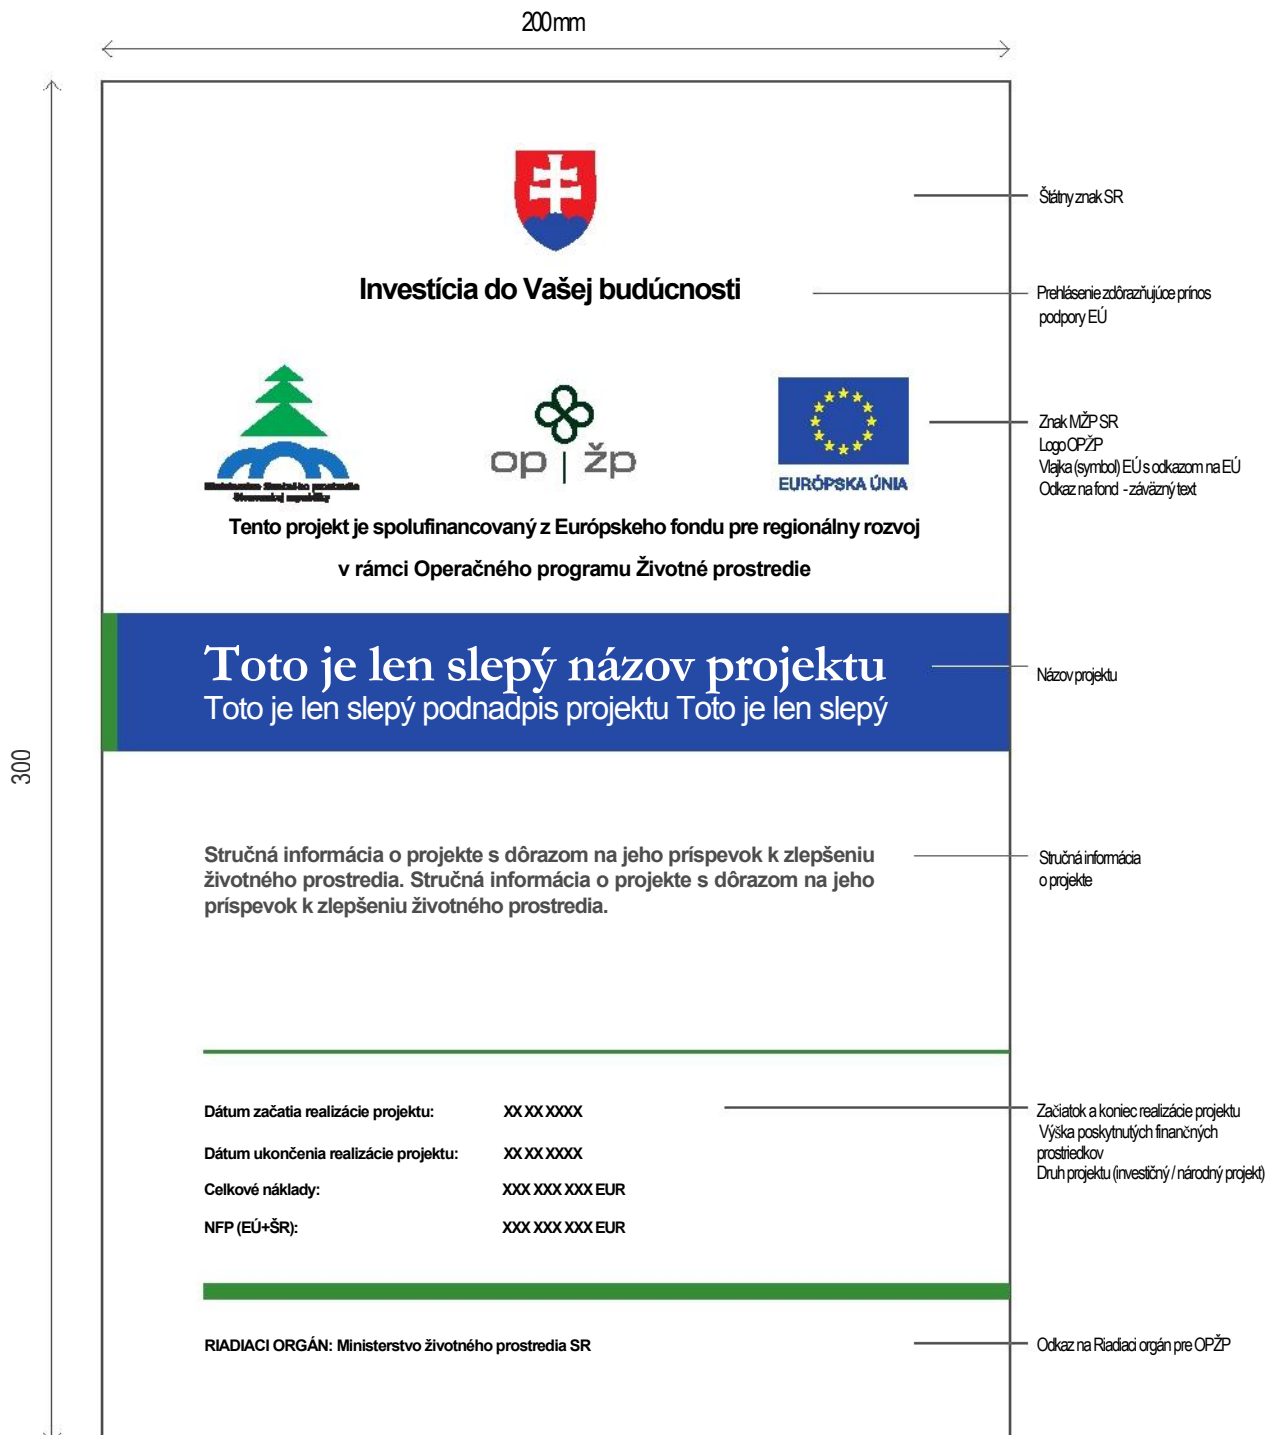 200 mm
Štátny znak SR
Investícia do Vašej budúcnosti
Prehlásenie zdôrazňujúce prínos
podpory EÚ
Znak MŽP SR
Logo OPŽP
Vlajka (symbol) EÚ s odkazom na EÚ
Odkaz na fond - záväzný text
op | žp
EURÓPSKA ÚNIA
Ministerstvo životného prostredia
Slovenskej republiky
Tento projekt je spolufinancovaný z Európskeho fondu pre regionálny rozvoj
v rámci Operačného programu Životné prostredie
Toto je len slepý názov projektu
Toto je len slepý podnadpis projektu Toto je len slepý
Názov projektu
300
Stručná informácia o projekte s dôrazom na jeho príspevok k zlepšeniu
životného prostredia. Stručná informácia o projekte s dôrazom na jeho
príspevok k zlepšeniu životného prostredia.
Stručná informácia
o projekte
Dátum začatia realizácie projektu: XX XX XXXX
Dátum ukončenia realizácie projektu: XX XX XXXX
Celkové náklady: XXX XXX XXX EUR
NFP (EÚ+ŠR): XXX XXX XXX EUR
Začiatok a koniec realizácie projektu
Výška poskytnutých finančných
prostriedkov
Druh projektu (investičný / národný projekt)
RIADIACI ORGÁN: Ministerstvo životného prostredia SR
Odkaz na Riadiaci orgán pre OPŽP